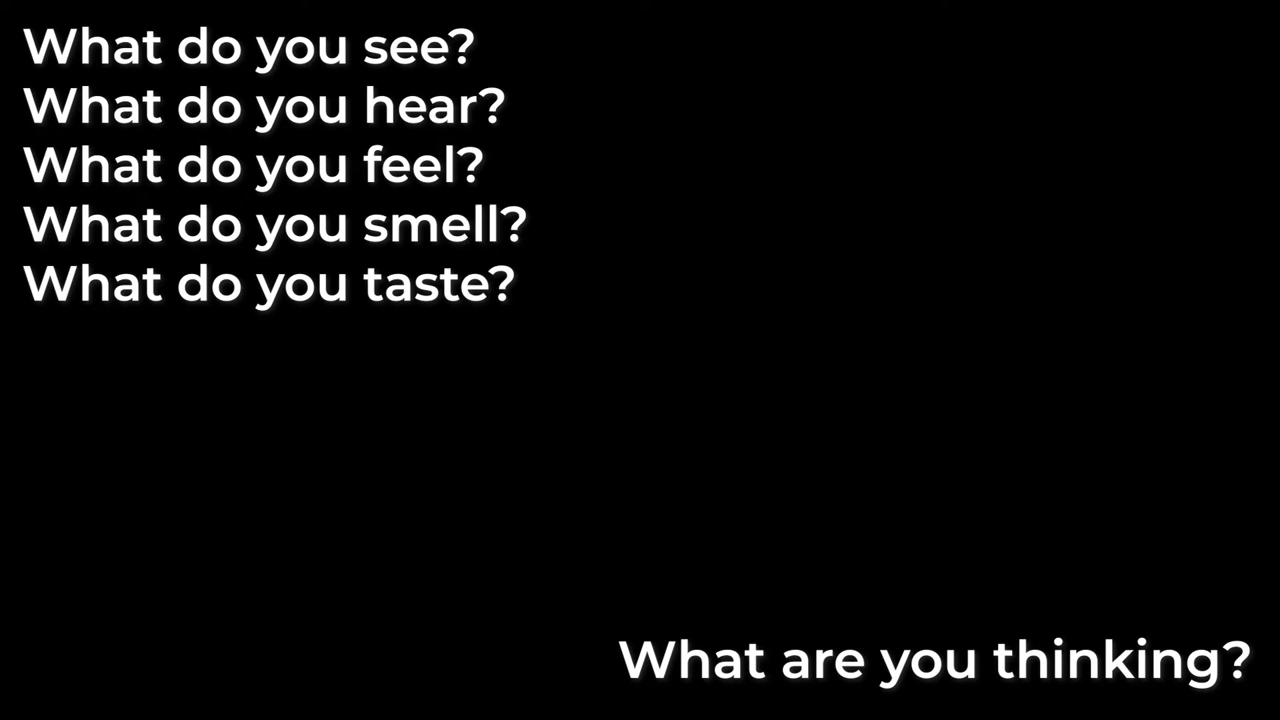 What do you see?
What do you hear?
What do you feel?
What do you smell?
What do you taste?
What are you thinking?